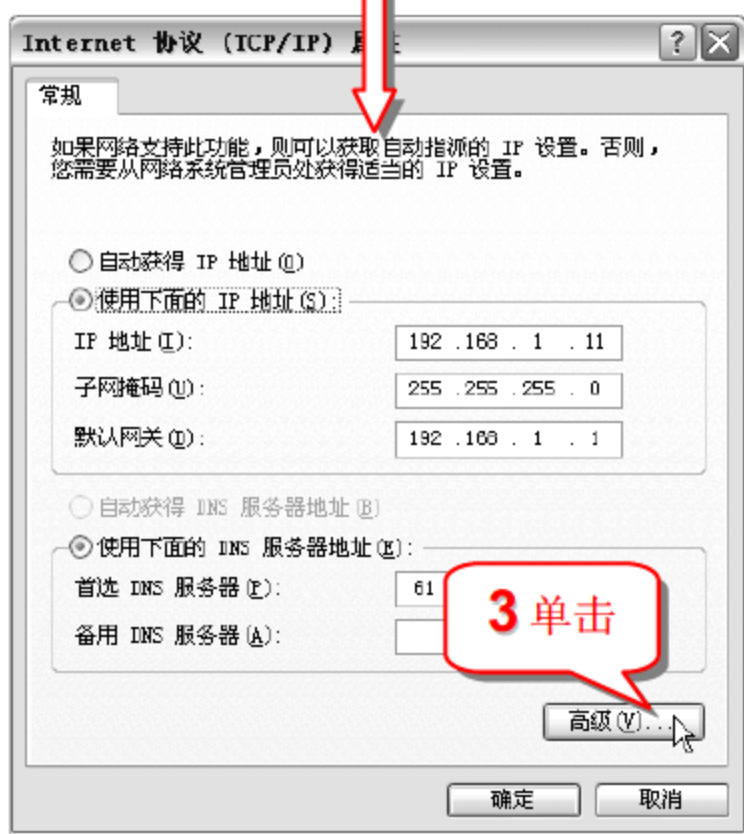 Internet 协议 (TCP/IP)
常规
如果网络支持此功能，则可以获取自动指派的 IP 设置。否则，
您需要从网络系统管理员处获得适当的 IP 设置。
自动获得 IP 地址(O)
使用下面的 IP 地址(S):
IP 地址(I): 192 .168 . 1 . 11
子网掩码(U): 255 .255 .255 . 0
默认网关(D): 192 .168 . 1 . 1
自动获得 DNS 服务器地址(B)
使用下面的 DNS 服务器地址(E):
首选 DNS 服务器(P): 61
备用 DNS 服务器(A):
3 单击
高级(V)...
确定 取消